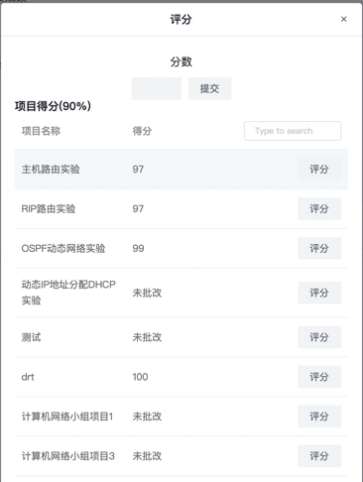 评分
×
分数
提交
项目得分(90%)
项目名称 得分 Type to search
主机路由实验 97 评分
RIP路由实验 97 评分
OSPF动态网络实验 99 评分
动态IP地址分配DHCP
实验 未批改 评分
测试 未批改 评分
drt 100 评分
计算机网络小组项目1 未批改 评分
计算机网络小组项目3 未批改 评分